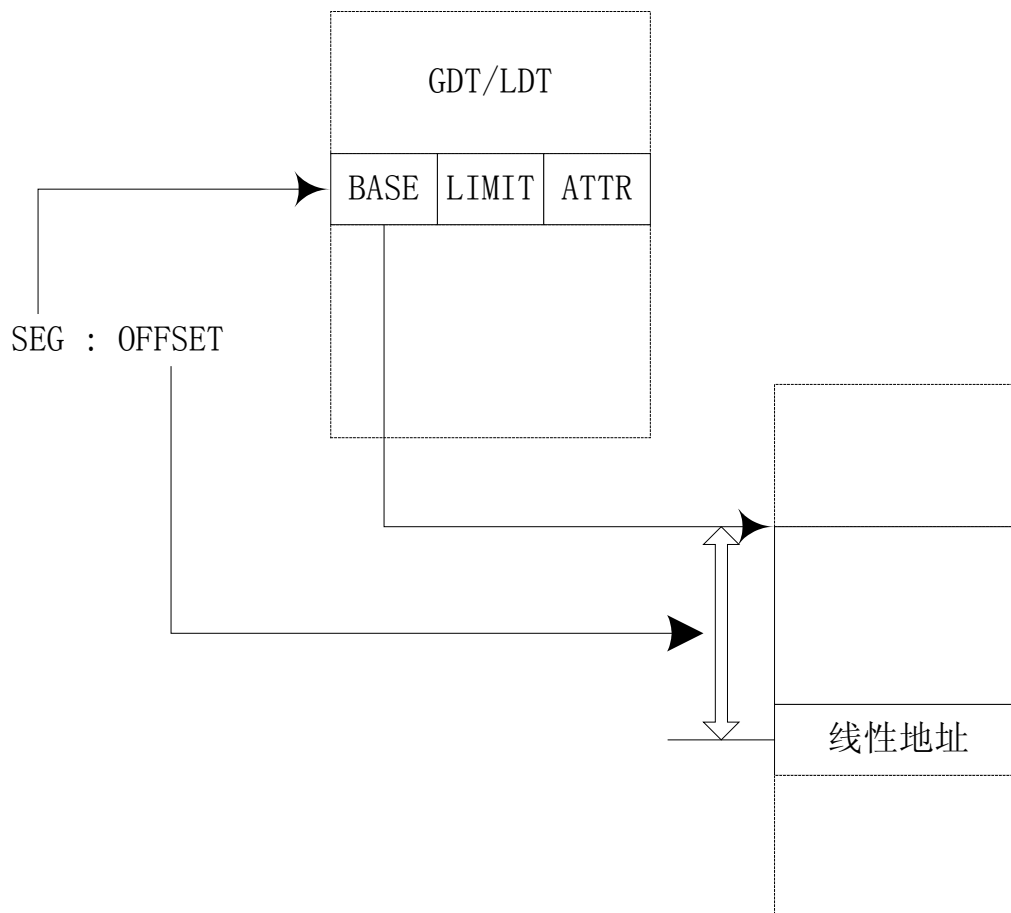 GDT/LDT
BASE LIMIT ATTR
SEG : OFFSET
线性地址